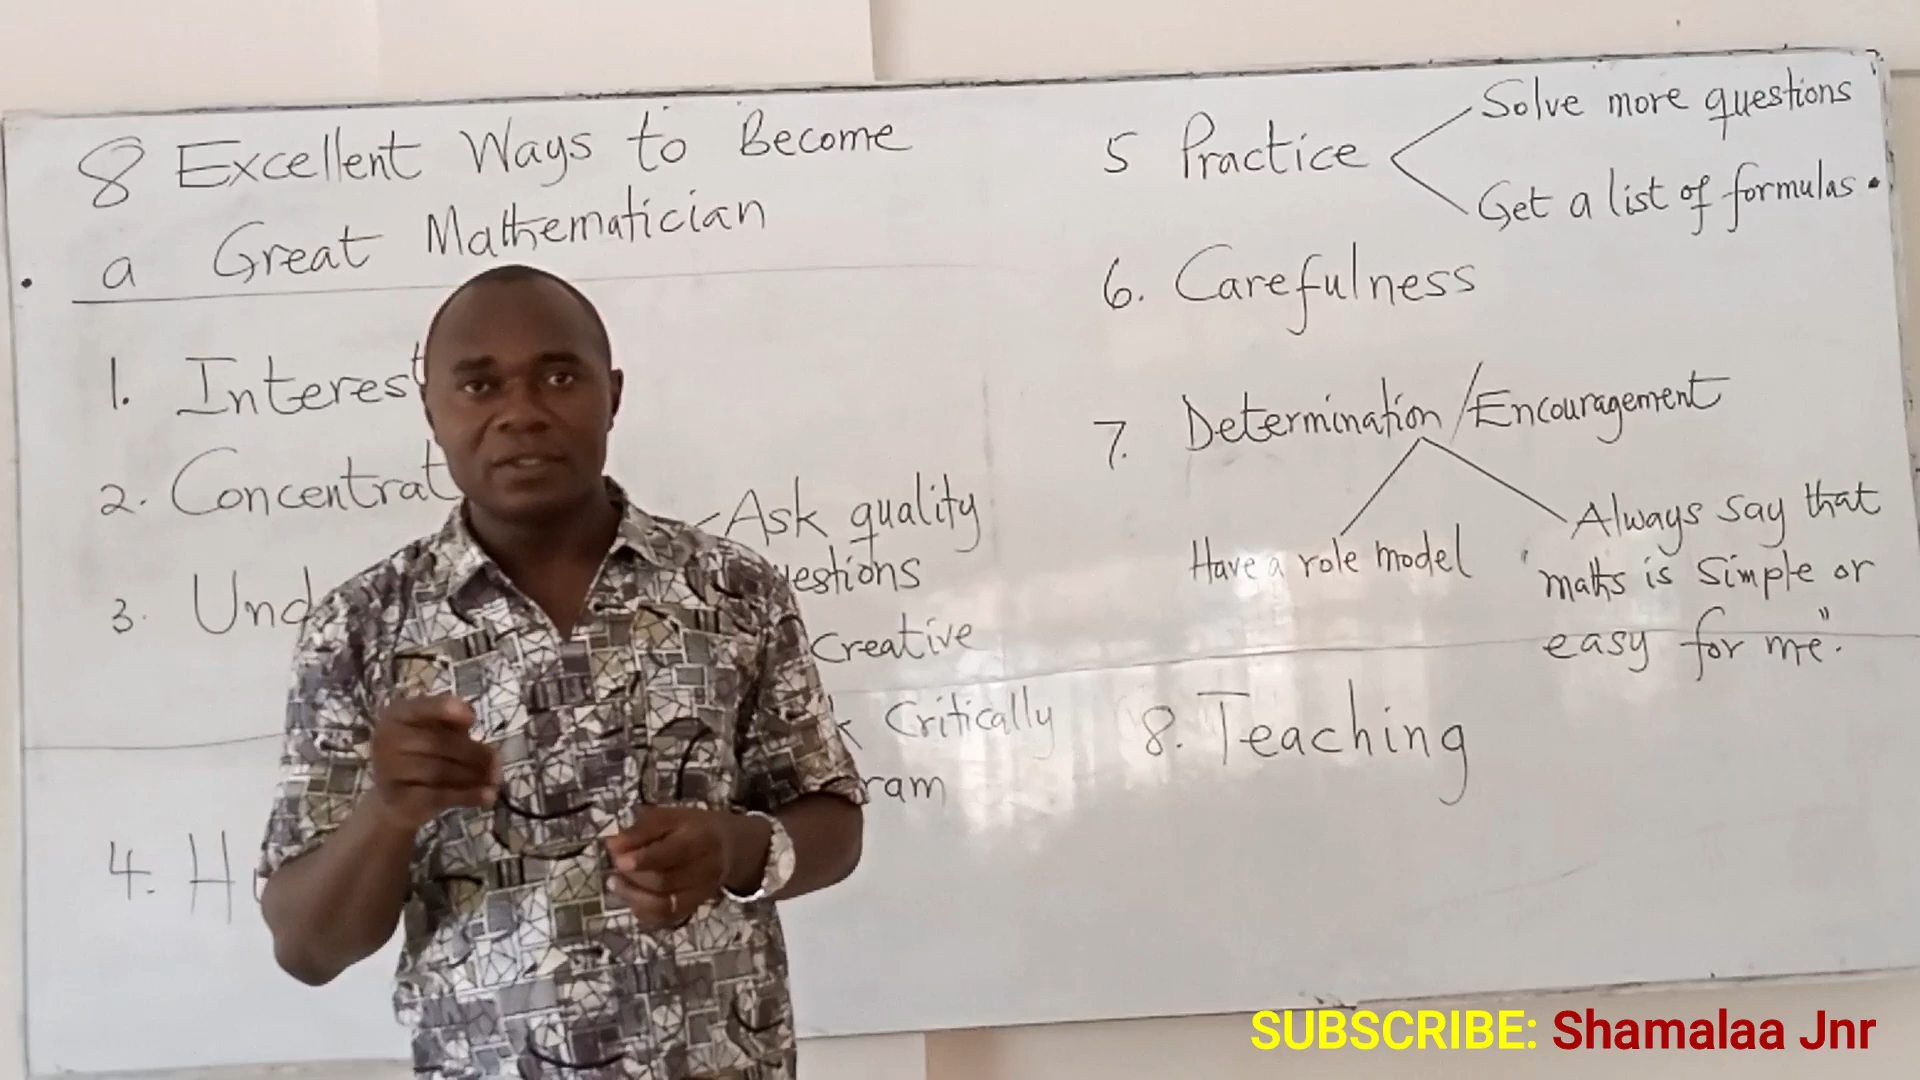 8 Excellent Ways to Become
a Great Mathematician
1. Interest
2. Concentrat
3. Und
Ask quality
estions
Creative
Critically
ram
4. H
5 Practice
Solve more questions
Get a list of formulas.
6. Carefulness
7. Determination/Encouragement
Have a role model
Always say that
"maths is simple or
easy for me".
8. Teaching
SUBSCRIBE: Shamalaa Jnr